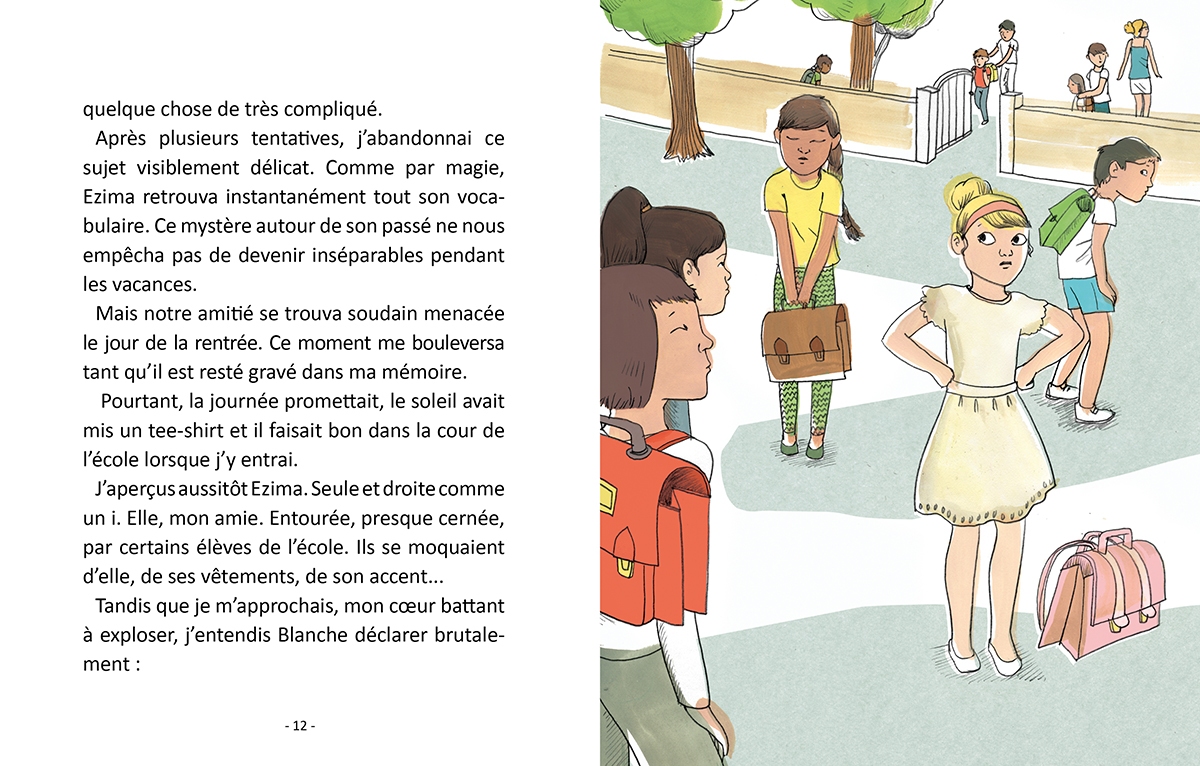 quelque chose de très compliqué.
Après plusieurs tentatives, j’abandonnai ce
sujet visiblement délicat. Comme par magie,
Ezima retrouva instantanément tout son voca-
bulaire. Ce mystère autour de son passé ne nous
empêcha pas de devenir inséparables pendant
les vacances.
Mais notre amitié se trouva soudain menacée
le jour de la rentrée. Ce moment me bouleversa
tant qu’il est resté gravé dans ma mémoire.
Pourtant, la journée promettait, le soleil avait
mis un tee-shirt et il faisait bon dans la cour de
l’école lorsque j’y entrai.
J’aperçus aussitôt Ezima. Seule et droite comme
un i. Elle, mon amie. Entourée, presque cernée,
par certains élèves de l’école. Ils se moquaient
d’elle, de ses vêtements, de son accent...
Tandis que je m’approchais, mon cœur battant
à exploser, j’entendis Blanche déclarer brutale-
ment :
- 12 -